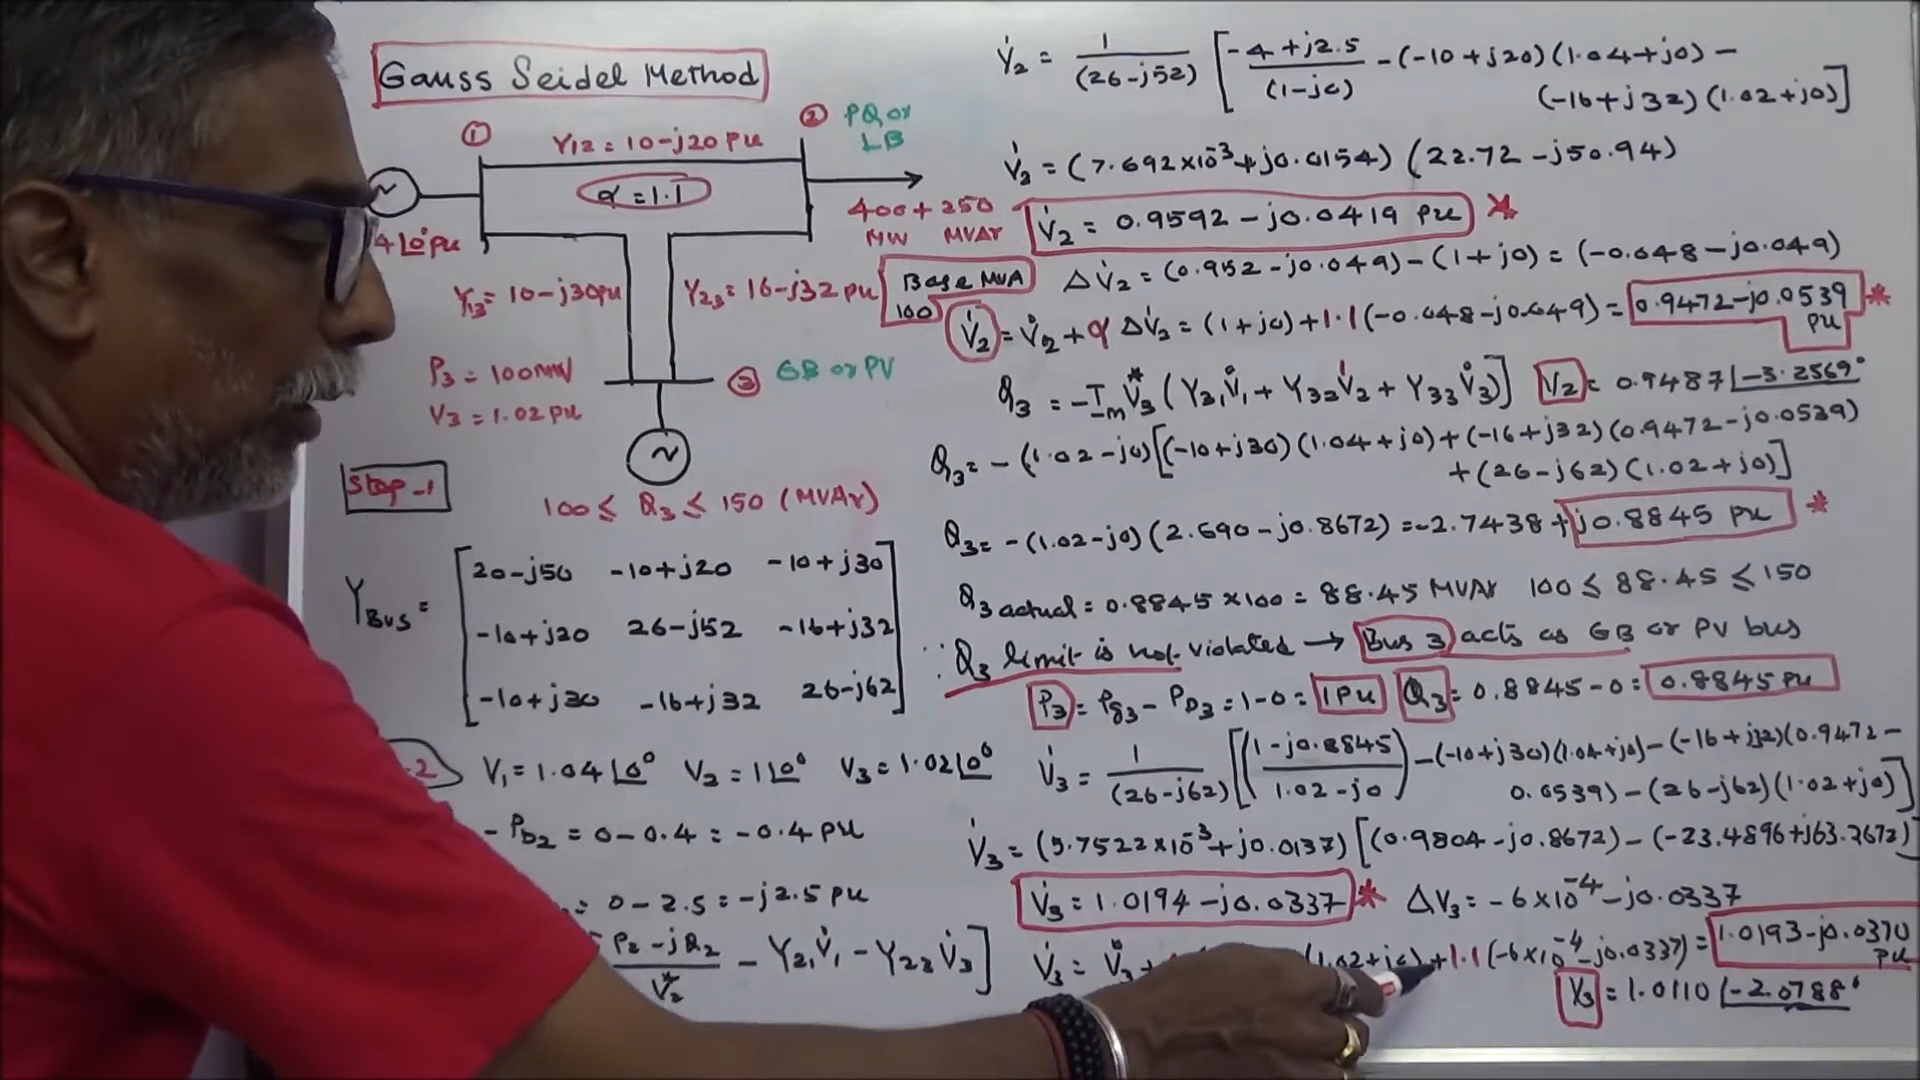 Gauss Seidel Method
① Y12 = 10-j20 pu ② PQ or
LB
α = 1.1
400 + 250
MW MVAr
4∠0° pu
Y13 = 10-j30pu Y23 = 16-j32 pu Base MVA
100
P3 = 100MW ③ GB or PV
V3 = 1.02 pu
Step-1
100 ≤ Q3 ≤ 150 (MVAr)
YBUS = [20-j50 -10+j20 -10+j30
-10+j20 26-j52 -16+j32
-10+j30 -16+j32 26-j62]
-2 V1 = 1.04∠0° V2 = 1∠0° V3 = 1.02∠0°
- PD2 = 0-0.4 = -0.4 pu
= 0-2.5 = -j2.5 pu
P2-jQ2/V2* - Y21V1 - Y23V3]
V2 = 1/(26-j52) [-4+j2.5/(1-j0) - (-10+j20)(1.04+j0) -
(-16+j32)(1.02+j0)]
V2 = (7.692×10^-3+j0.0154) (22.72-j50.94)
V2 = 0.9592-j0.0419 pu *
ΔV2 = (0.952-j0.049) - (1+j0) = (-0.048-j0.049)
V2 = V2+αΔV2 = (1+j0)+1.1(-0.048-j0.049) = 0.9472-j0.0539 *
pu
Q3 = -Im V3* (Y31V1 + Y32V2 + Y33V3)] V2 = 0.9487∠-3.2569°
Q3 = -(1.02-j0)[(-10+j30)(1.04+j0)+(-16+j32)(0.9472-j0.0539)
+(26-j62)(1.02+j0)]
Q3 = -(1.02-j0)(2.690-j0.8672) = -2.7438+j0.8845 pu *
Q3 actual = 0.8845×100 = 88.45 MVAr 100 ≤ 88.45 ≤ 150
∵ Q3 limit is not violated → Bus 3 acts as GB or PV bus
P3 = Pg3 - PD3 = 1-0 = 1pu Q3 = 0.8845-0 = 0.8845 pu
V3 = 1/(26-j62) [(1-j0.8845/1.02-j0) - (-10+j30)(1.04+j0) - (-16+j32)(0.9472-
0.0539) - (26-j62)(1.02+j0)]
V3 = (5.7522×10^-3+j0.0137) [(0.9804-j0.8672) - (-23.4896+j63.2672)]
V3 = 1.0194-j0.0337 * ΔV3 = -6×10^-4-j0.0337
V3 = V3+ (1.02+j0)+1.1(-6×10^-4-j0.0337) = 1.0193-j0.0370
pu
V3 = 1.0110∠-2.0788°